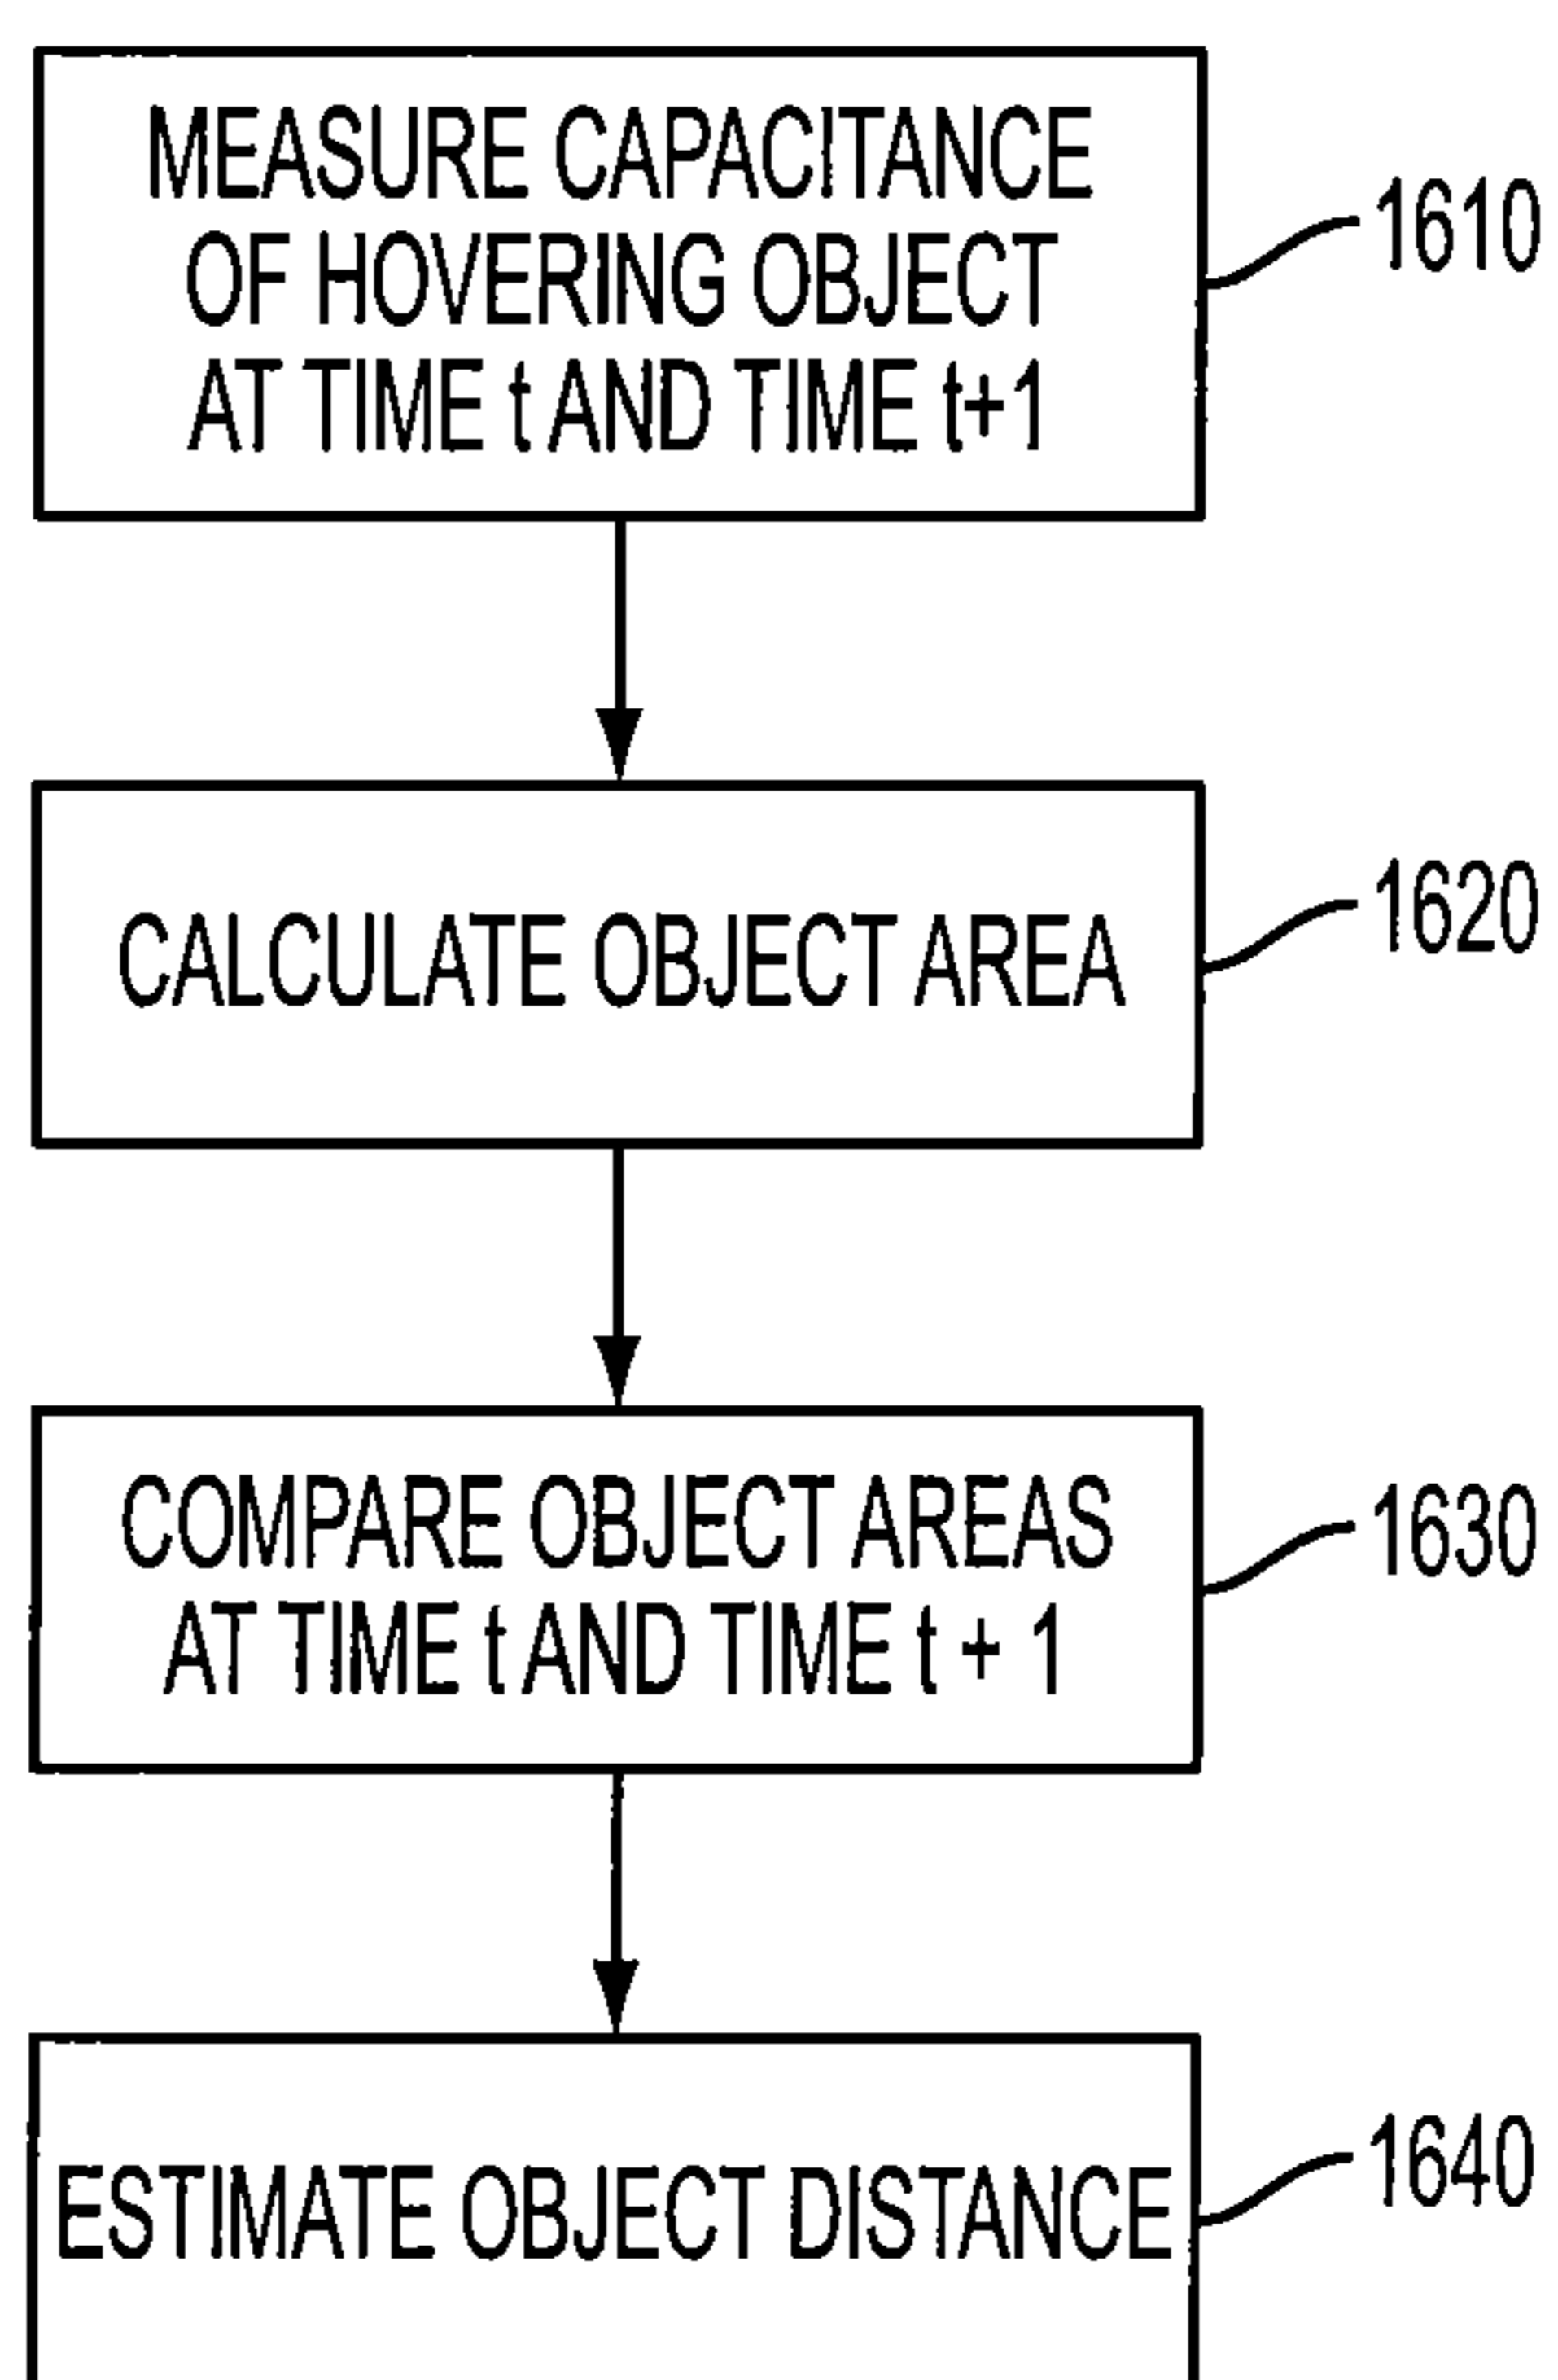 MEASURE CAPACITANCE
OF HOVERING OBJECT
AT TIME t AND TIME t+1
1610
CALCULATE OBJECT AREA
1620
COMPARE OBJECT AREAS
AT TIME t AND TIME t + 1
1630
ESTIMATE OBJECT DISTANCE
1640